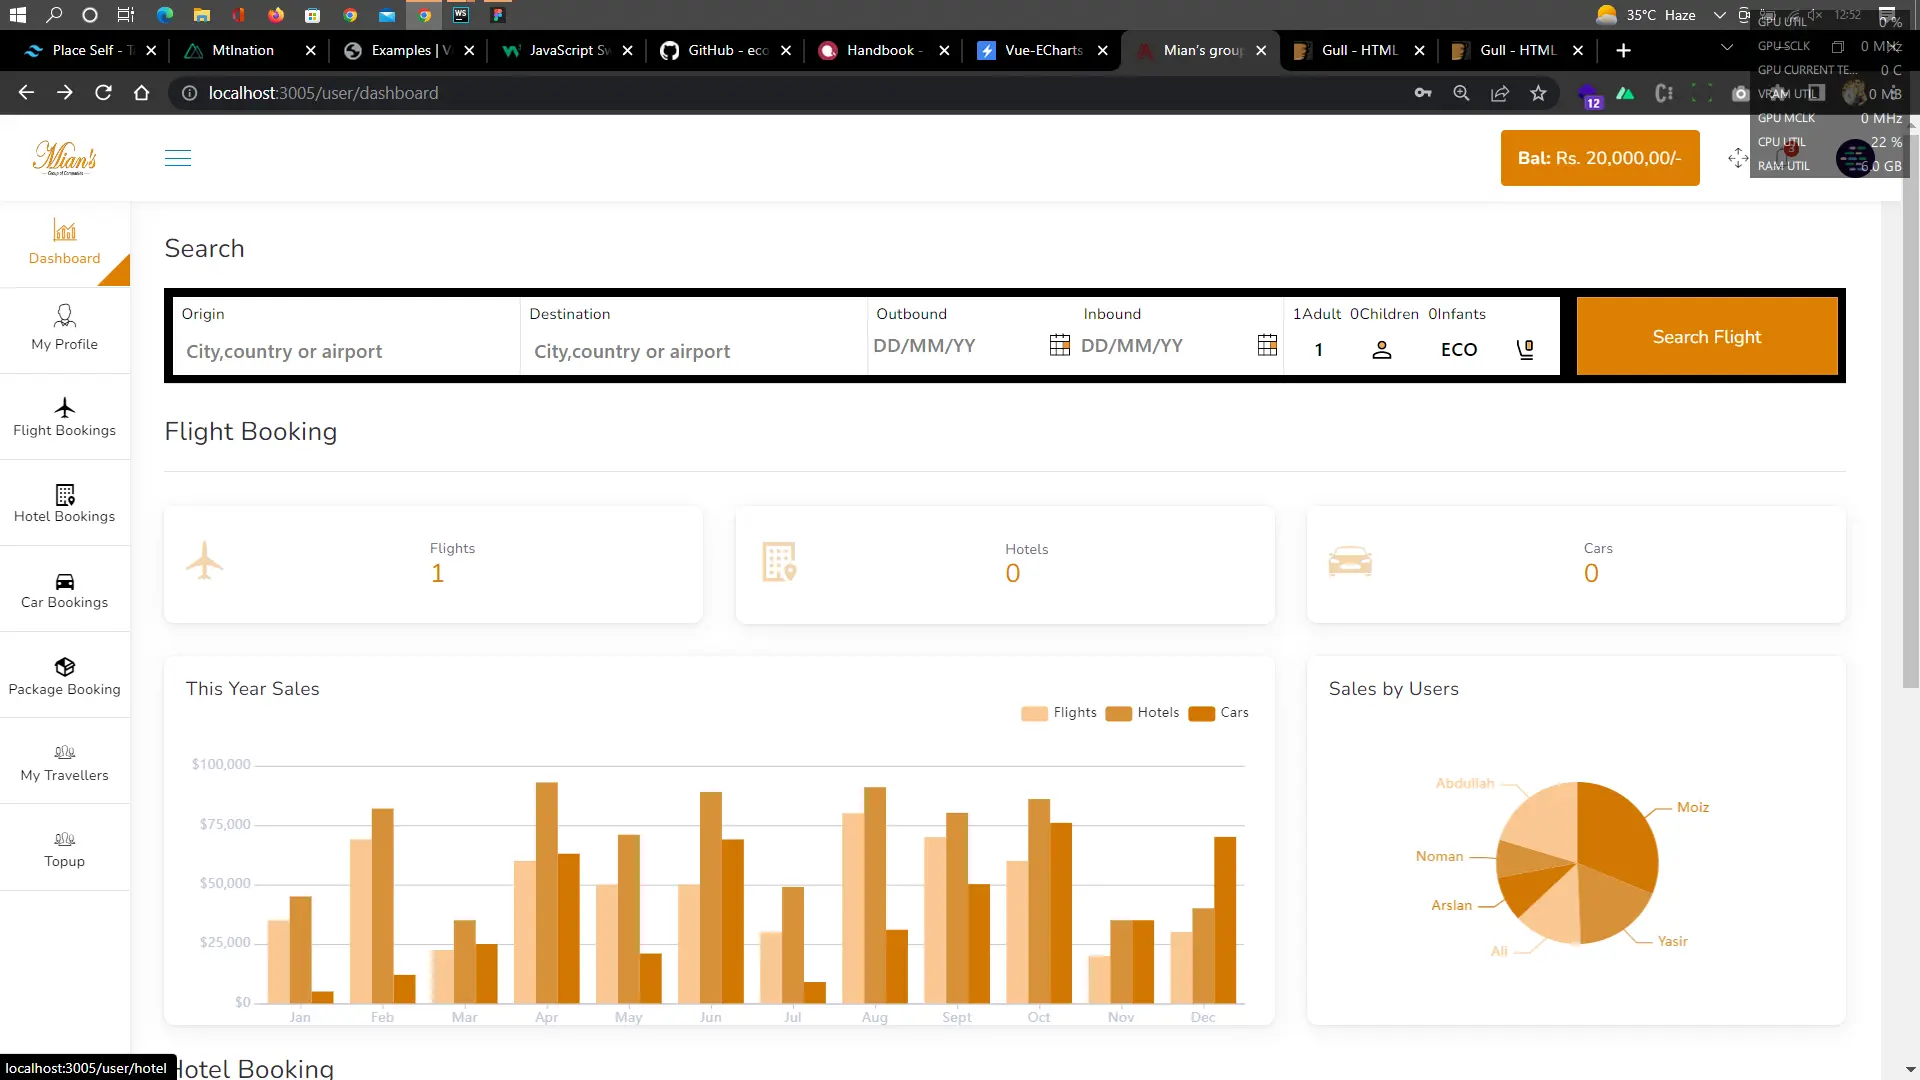 35°C Haze
12:52
GPU UTIL 0 %
Place Self - T
MtInation
Examples | V
JavaScript Sw
GitHub - eco
Handbook -
Vue-ECharts
Mian's group
Gull - HTML
Gull - HTML
GPU SCLK 0 MHz
GPU CURRENT TE... 0 C
localhost:3005/user/dashboard
12
VRAM UTIL 0 MB
GPU MCLK 0 MHz
CPU UTIL 22 %
RAM UTIL 6.0 GB
3
Mian's
Group of Companies
Bal: Rs. 20,000,00/-
Dashboard
My Profile
Flight Bookings
Hotel Bookings
Car Bookings
Package Booking
My Travellers
Topup
Search
Origin
City,country or airport
Destination
City,country or airport
Outbound
DD/MM/YY
Inbound
DD/MM/YY
1Adult 0Children 0Infants
1 ECO
Search Flight
Flight Booking
Flights
1
Hotels
0
Cars
0
This Year Sales
Flights Hotels Cars
$100,000
$75,000
$50,000
$25,000
$0
Jan Feb Mar Apr May Jun Jul Aug Sept Oct Nov Dec
Sales by Users
Abdullah
Moiz
Noman
Arslan
Yasir
Ali
Hotel Booking
localhost:3005/user/hotel